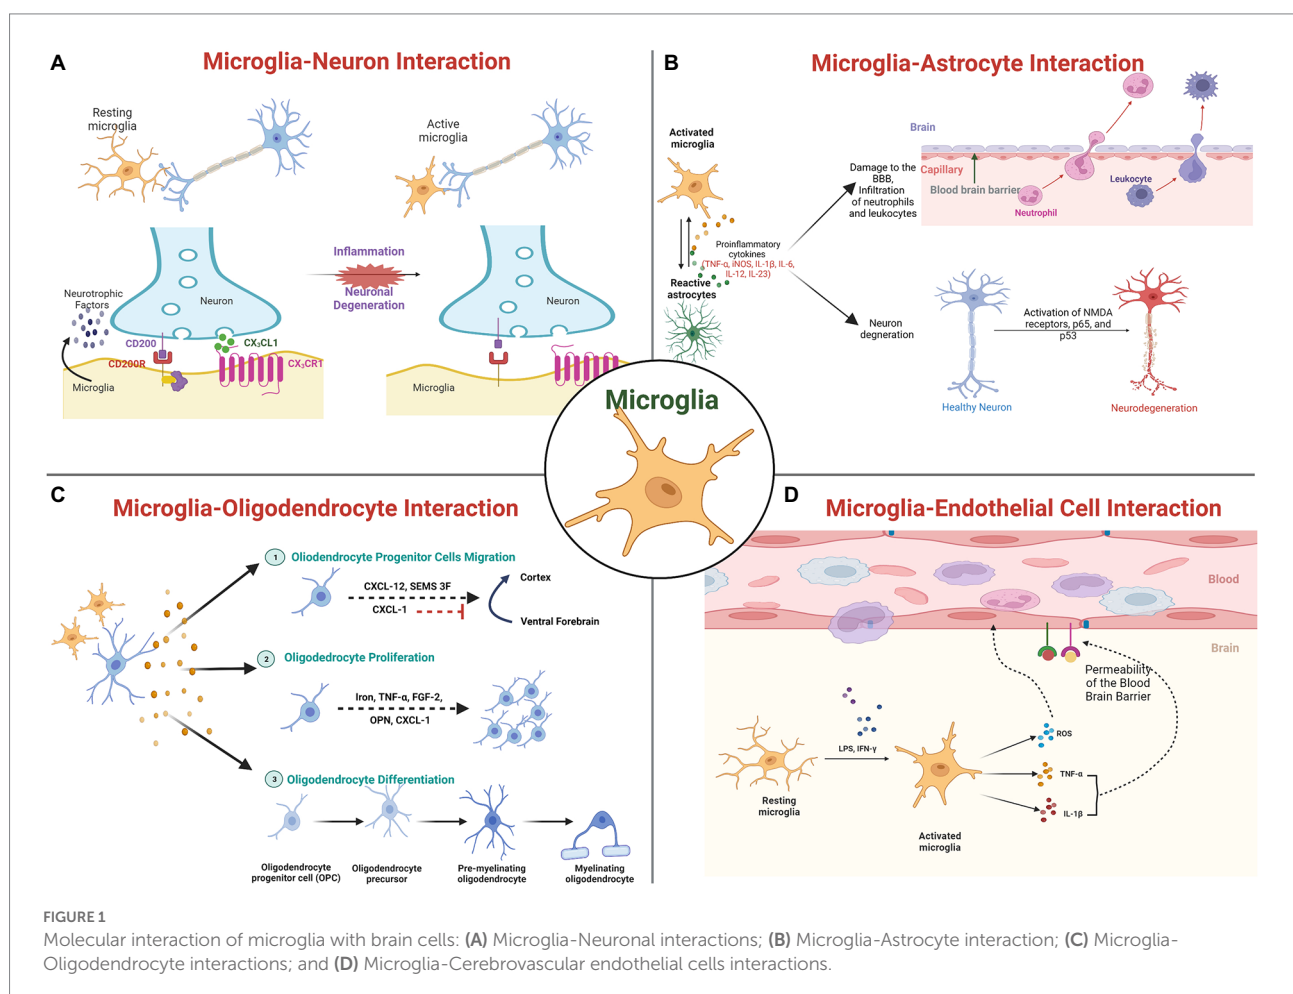 A
Microglia-Neuron Interaction
Resting
microglia
Active
microglia
Inflammation
Neuronal
Degeneration
Neurotrophic
Factors
Neuron
CD200
CD200R
CX₃CL1
CX₃CR1
Microglia
Neuron
Microglia
B
Microglia-Astrocyte Interaction
Activated
microglia
Proinflammatory
cytokines
(TNF-α, iNOS, IL-1β, IL-6,
IL-12, IL-23)
Reactive
astrocytes
Damage to the
BBB,
Infiltration
of neutrophils
and leukocytes
Brain
Capillary
Blood brain barrier
Neutrophil
Leukocyte
Neuron
degneration
Activation of NMDA
receptors, p65, and
p53
Healthy Neuron
Neurodegeneration
Microglia
C
Microglia-Oligodendrocyte Interaction
1
Oliodendrocyte Progenitor Cells Migration
CXCL-12, SEMS 3F
CXCL-1
Cortex
Ventral Forebrain
2
Oligodedrocyte Proliferation
Iron, TNF-α, FGF-2,
OPN, CXCL-1
3
Oligodendrocyte Differentiation
Oligodendrocyte
progenitor cell (OPC)
Oligodendrocyte
precursor
Pre-myelinating
oligodendrocyte
Myelinating
oligodendrocyte
D
Microglia-Endothelial Cell Interaction
Blood
Brain
Permeability
of the Blood
Brain Barrier
LPS, IFN-γ
Resting
microglia
Activated
microglia
ROS
TNF-α
IL-1β
FIGURE 1
Molecular interaction of microglia with brain cells: (A) Microglia-Neuronal interactions; (B) Microglia-Astrocyte interaction; (C) Microglia-
Oligodendrocyte interactions; and (D) Microglia-Cerebrovascular endothelial cells interactions.